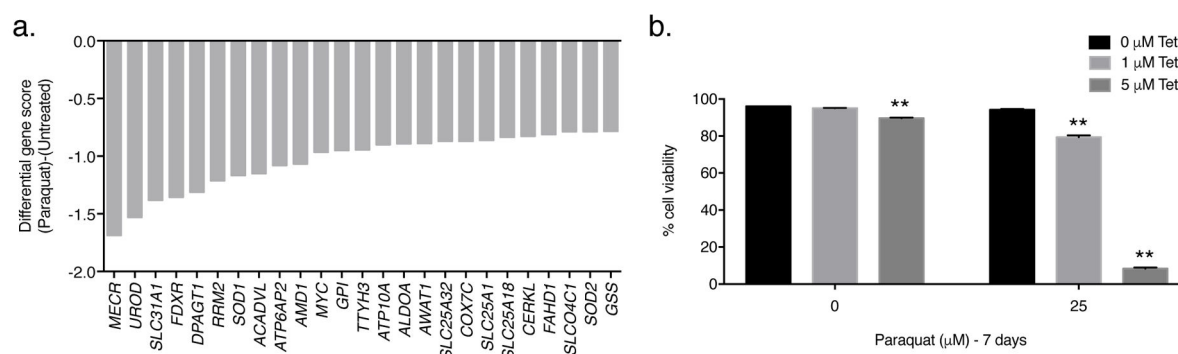 a.
Differential gene score
(Paraquat)-(Untreated)
0.0
-0.5
-1.0
-1.5
-2.0
MECR
UROD
SLC31A1
FDXR
DPAGT1
RRM2
SOD1
ACADVL
ATP6AP2
AMD1
MYC
GPI
TTYH3
ATP10A
ALDOA
AWAT1
SLC25A32
COX7C
SLC25A1
SLC25A18
CERKL
FAHD1
SLCO4C1
SOD2
GSS
b.
0 µM Tet
1 µM Tet
5 µM Tet
% cell viability
100
80
60
40
20
0
**
**
**
0
25
Paraquat (µM) - 7 days